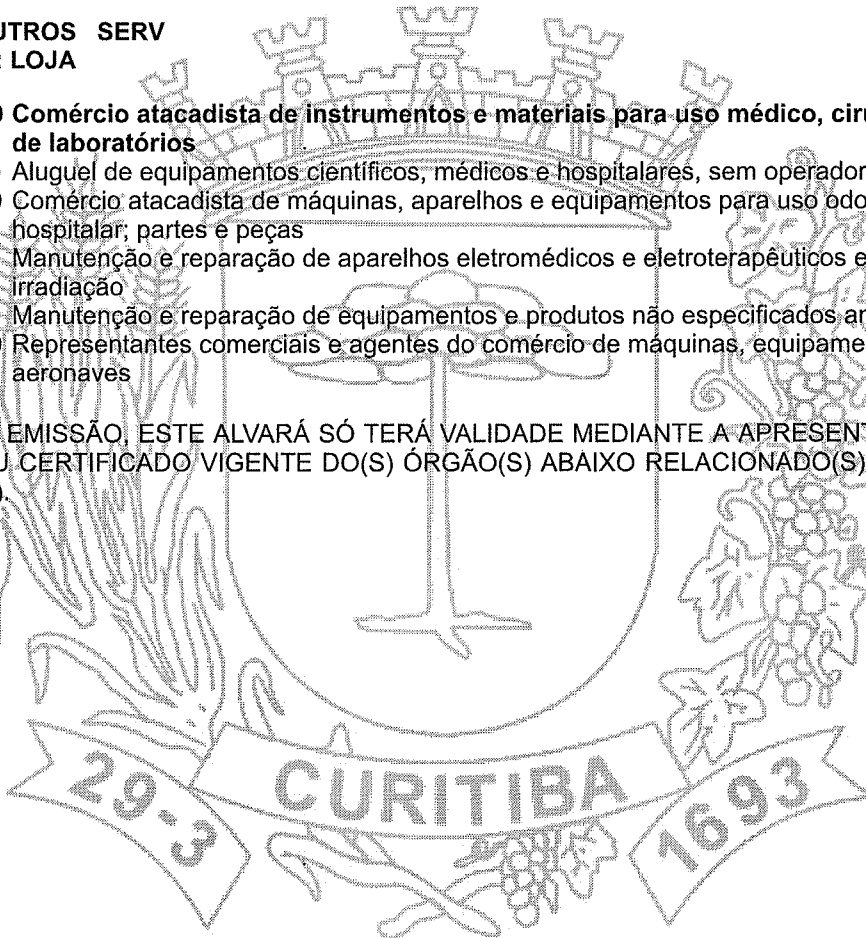 UTROS SERV
: LOJA
Comércio atacadista de instrumentos e materiais para uso médico, ciru
de laboratórios
Aluguel de equipamentos científicos, médicos e hospitalares, sem operador
Comércio atacadista de máquinas, aparelhos e equipamentos para uso odo
hospitalar; partes e peças
Manutenção e reparação de aparelhos eletromédicos e eletroterapêuticos e
irradiação
Manutenção e reparação de equipamentos e produtos não especificados an
Representantes comerciais e agentes do comércio de máquinas, equipame
aeronaves
EMISSÃO, ESTE ALVARÁ SÓ TERÁ VALIDADE MEDIANTE A APRESENT
U CERTIFICADO VIGENTE DO(S) ÓRGÃO(S) ABAIXO RELACIONADO(S)
CURITIBA
29-3
1693